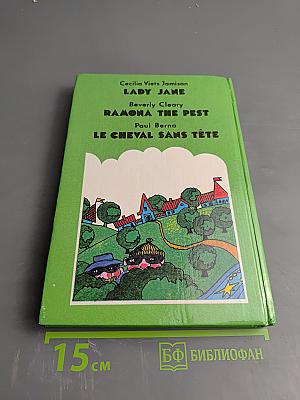 Cecilia Viets Jamison
LADY JANE
Beverly Cleary
RAMONA THE PEST
Paul Berna
LE CHEVAL SANS TÊTE
15 см
БФ БИБЛИОФАН